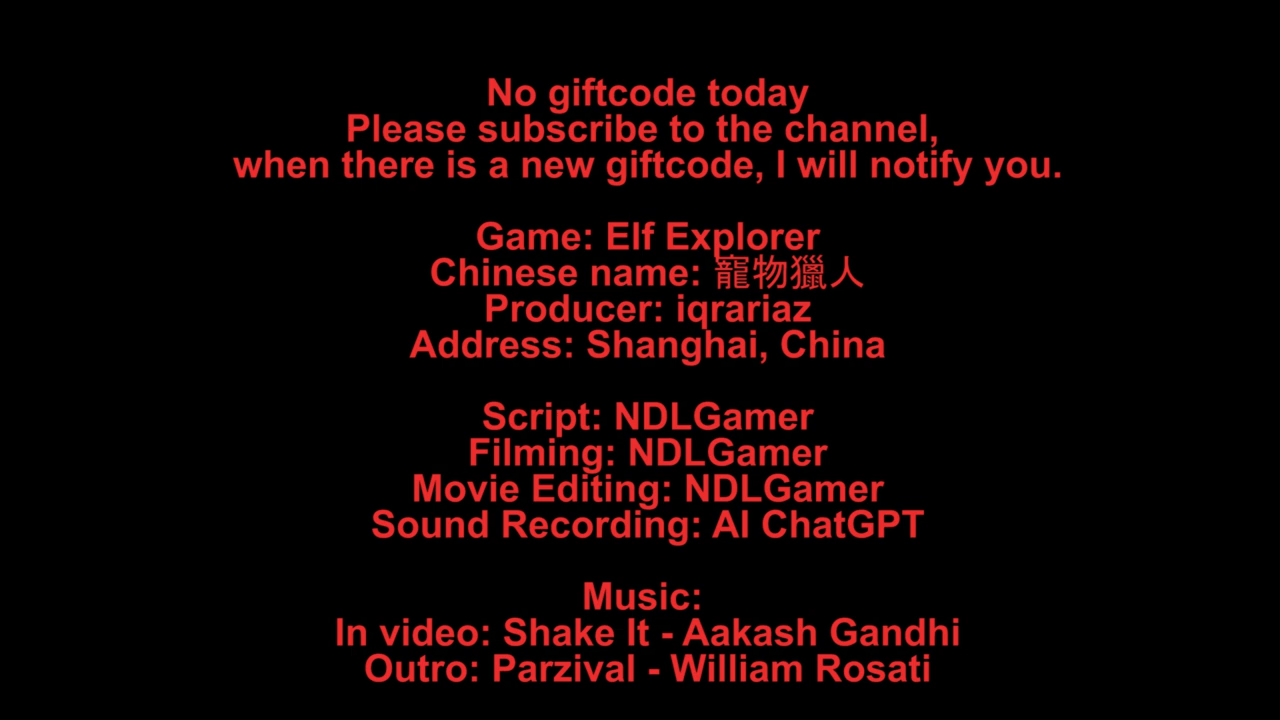 No giftcode today
Please subscribe to the channel,
when there is a new giftcode, I will notify you.
Game: Elf Explorer
Chinese name: 寵物獵人
Producer: iqrariaz
Address: Shanghai, China
Script: NDLGamer
Filming: NDLGamer
Movie Editing: NDLGamer
Sound Recording: AI ChatGPT
Music:
In video: Shake It - Aakash Gandhi
Outro: Parzival - William Rosati